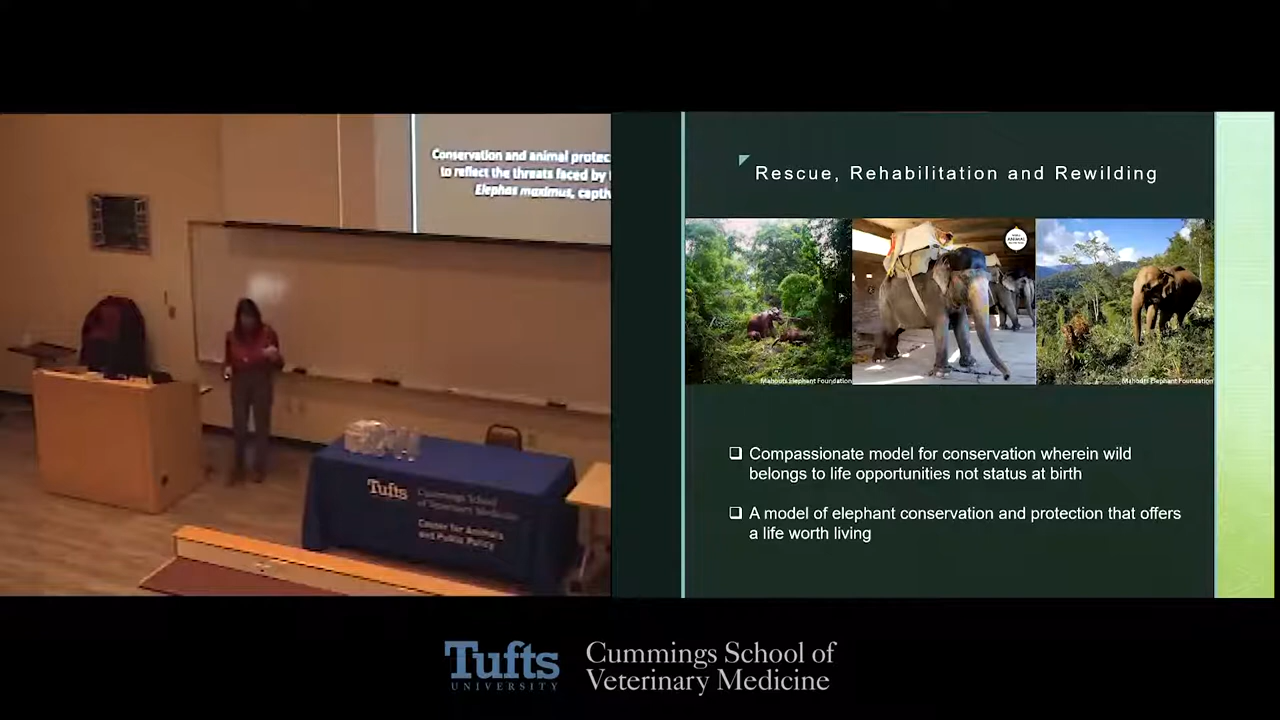 Conservation and animal protec
to reflect the threats faced by
Elephas maximus, captiv
Tufts
Cummings School
of Veterinary Medicine
Center for Animals
and Public Policy
Rescue, Rehabilitation and Rewilding
Mahouts Elephant Foundation
Mahouts Elephant Foundation
❑ Compassionate model for conservation wherein wild
belongs to life opportunities not status at birth
❑ A model of elephant conservation and protection that offers
a life worth living
Tufts
UNIVERSITY
Cummings School of
Veterinary Medicine